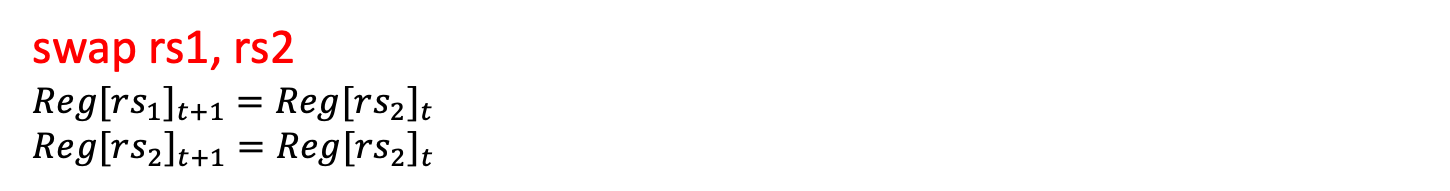 swap rs1, rs2
Reg[rs₁]ₜ₊₁ = Reg[rs₂]ₜ
Reg[rs₂]ₜ₊₁ = Reg[rs₂]ₜ